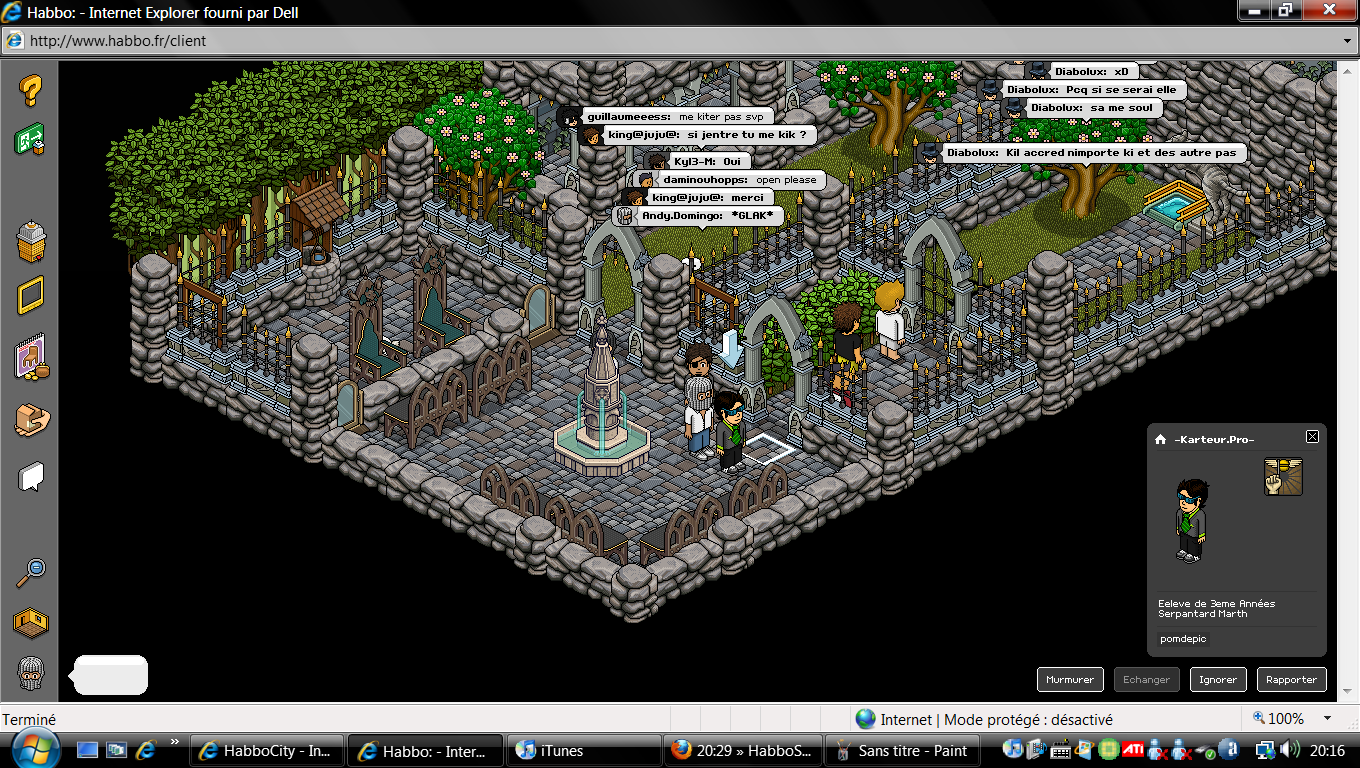 Habbo: - Internet Explorer fourni par Dell
http://www.habbo.fr/client
Diabolux: xD
Diabolux: Pcq si se serai elle
Diabolux: sa me soul
guillaumeeess: me kiter pas svp
king@juju@: si jentre tu me kik ?
Diabolux: Kil accred nimporte ki et des autre pas
Kyl3-M: Oui
daminouhopps: open please
king@juju@: merci
Andy.Domingo: *GLAK*
-Karteur.Pro-
Eeleve de 3eme Années
Serpantard Marth
pomdepic
Murmurer Echanger Ignorer Rapporter
Terminé Internet | Mode protégé : désactivé 100%
HabboCity - In... Habbo: - Inter... iTunes 20:29 » HabboS... Sans titre - Paint ATI 20:16